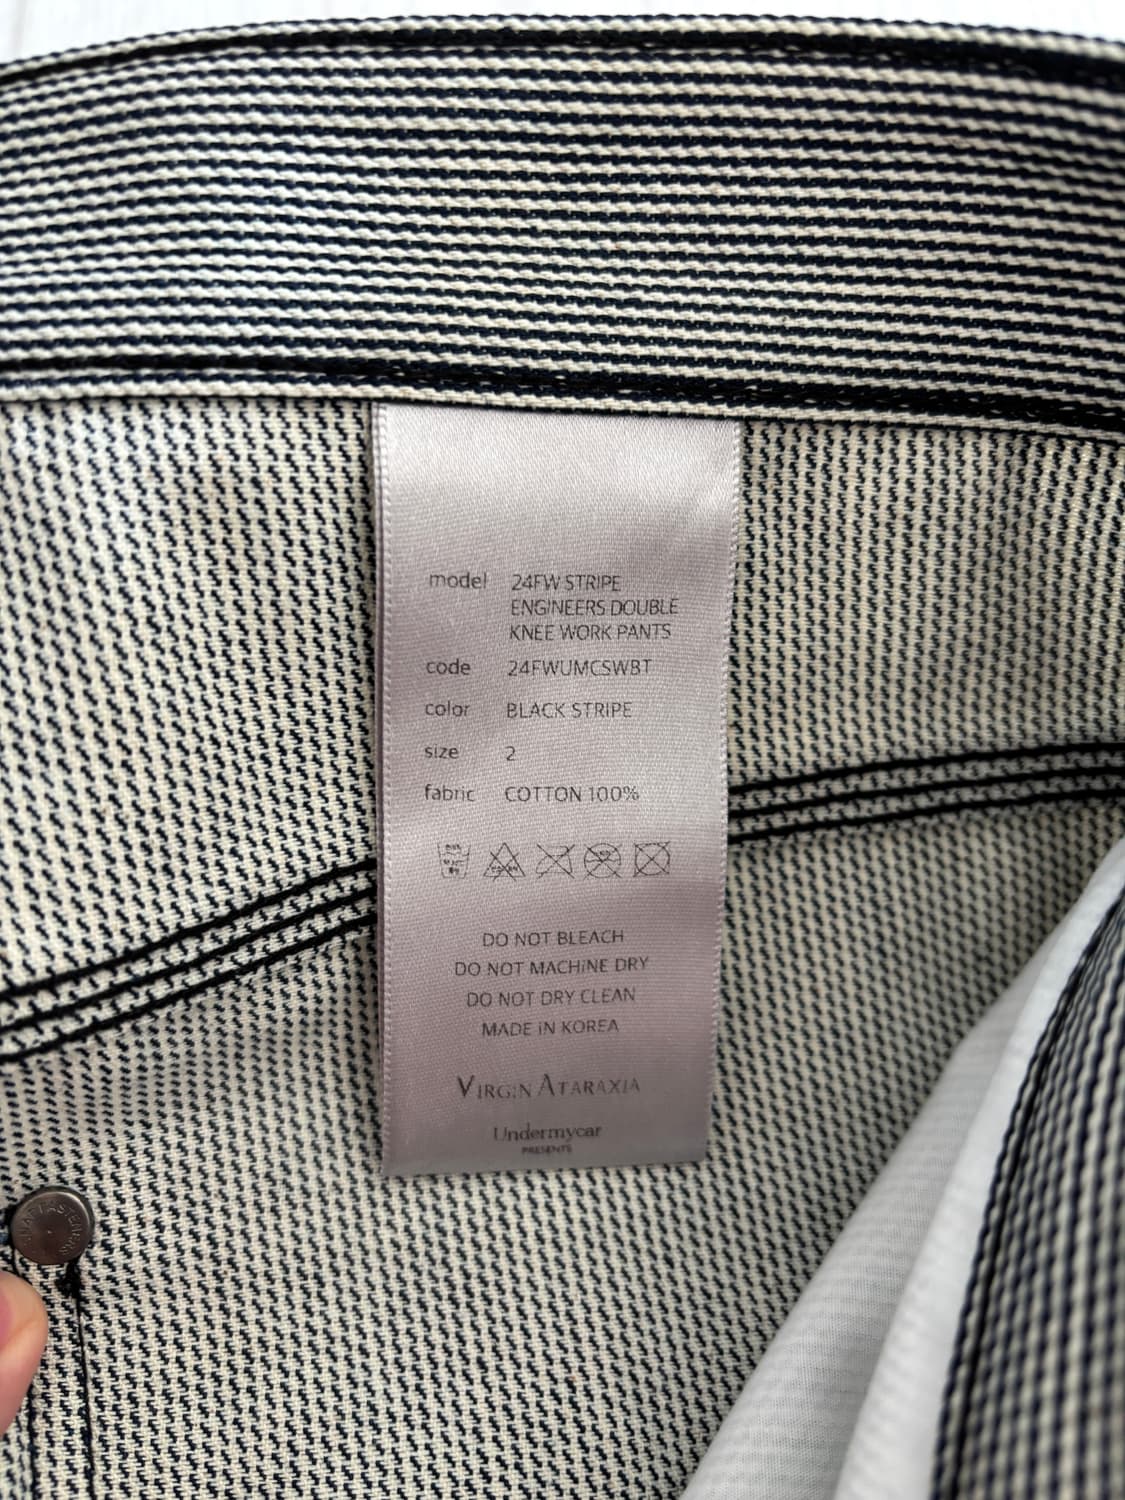 model 24FW STRIPE
ENGINEERS DOUBLE
KNEE WORK PANTS
code 24FWUMCSWBT
color BLACK STRIPE
size 2
fabric COTTON 100%
DO NOT BLEACH
DO NOT MACHINE DRY
DO NOT DRY CLEAN
MADE IN KOREA
VIRGIN ATARAXIA
Undermycar
PRESENTS